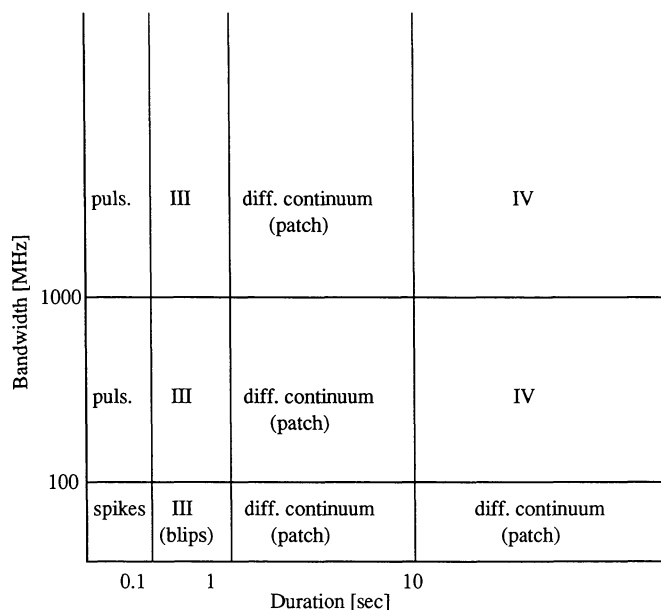 puls. III diff. continuum IV
(patch)
1000
Bandwidth [MHz]
puls. III diff. continuum IV
(patch)
100
spikes III diff. continuum diff. continuum
(blips) (patch) (patch)
0.1 1 10
Duration [sec]